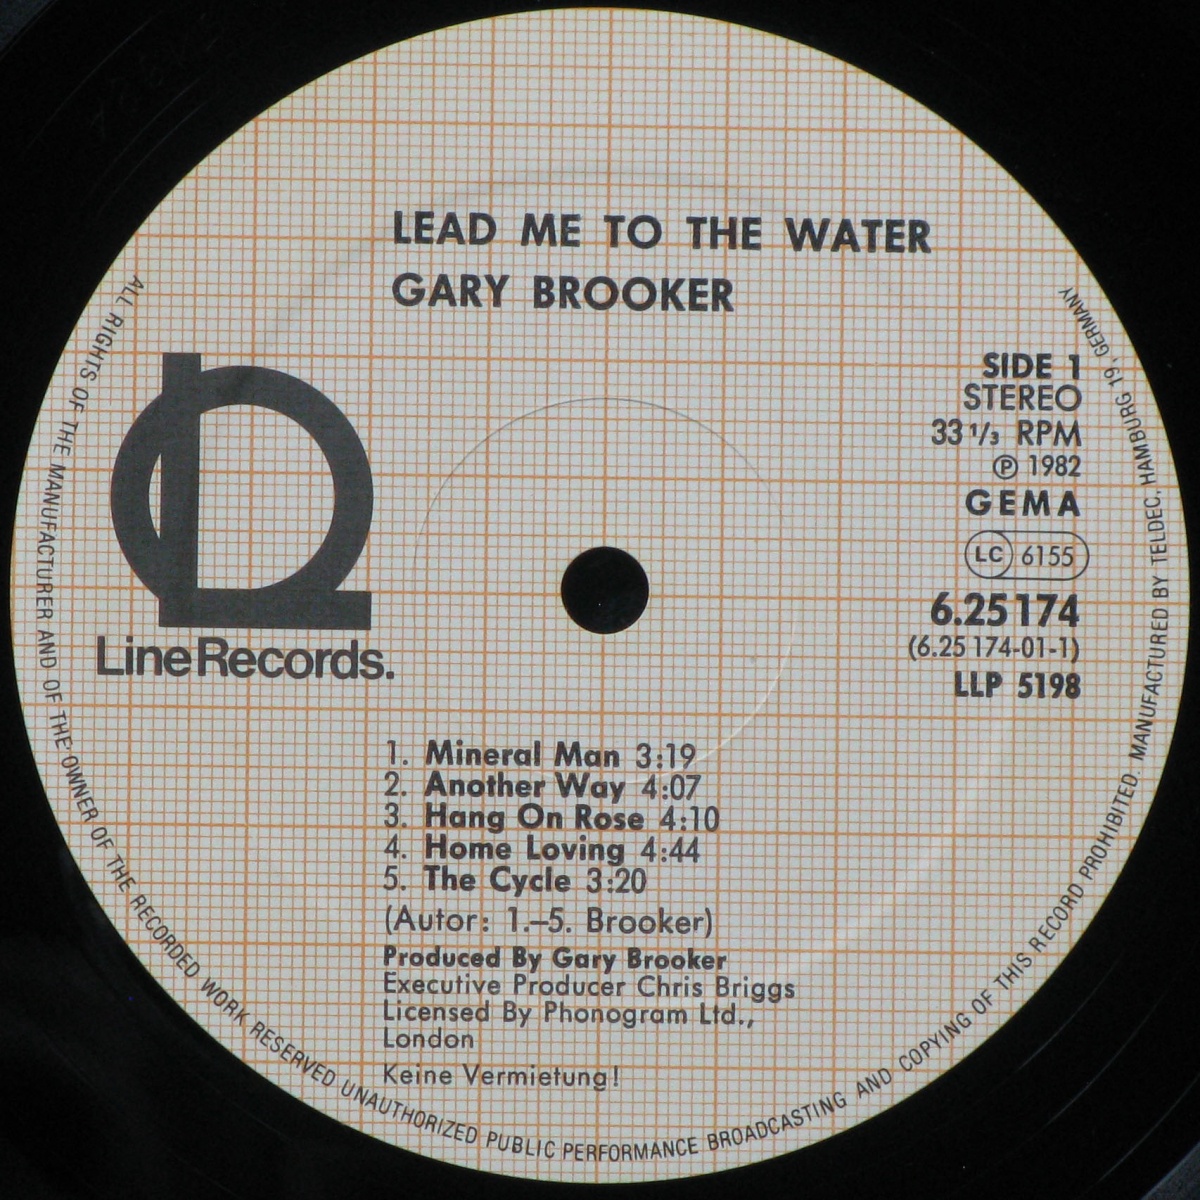 LEAD ME TO THE WATER
GARY BROOKER
SIDE 1
STEREO
33 1/3 RPM
℗ 1982
GEMA
LC 6155
6.25174
(6.25 174-01-1)
LLP 5198
LineRecords.
1. Mineral Man 3:19
2. Another Way 4:07
3. Hang On Rose 4:10
4. Home Loving 4:44
5. The Cycle 3:20
(Autor: 1.–5. Brooker)
Produced By Gary Brooker
Executive Producer Chris Briggs
Licensed By Phonogram Ltd.,
London
Keine Vermietung!
ALL RIGHTS OF THE MANUFACTURER AND OF THE OWNER OF THE RECORDED WORK RESERVED UNAUTHORIZED PUBLIC PERFORMANCE BROADCASTING AND COPYING OF THIS RECORD PROHIBITED. MANUFACTURED BY TELDEC, HAMBURG 19, GERMANY